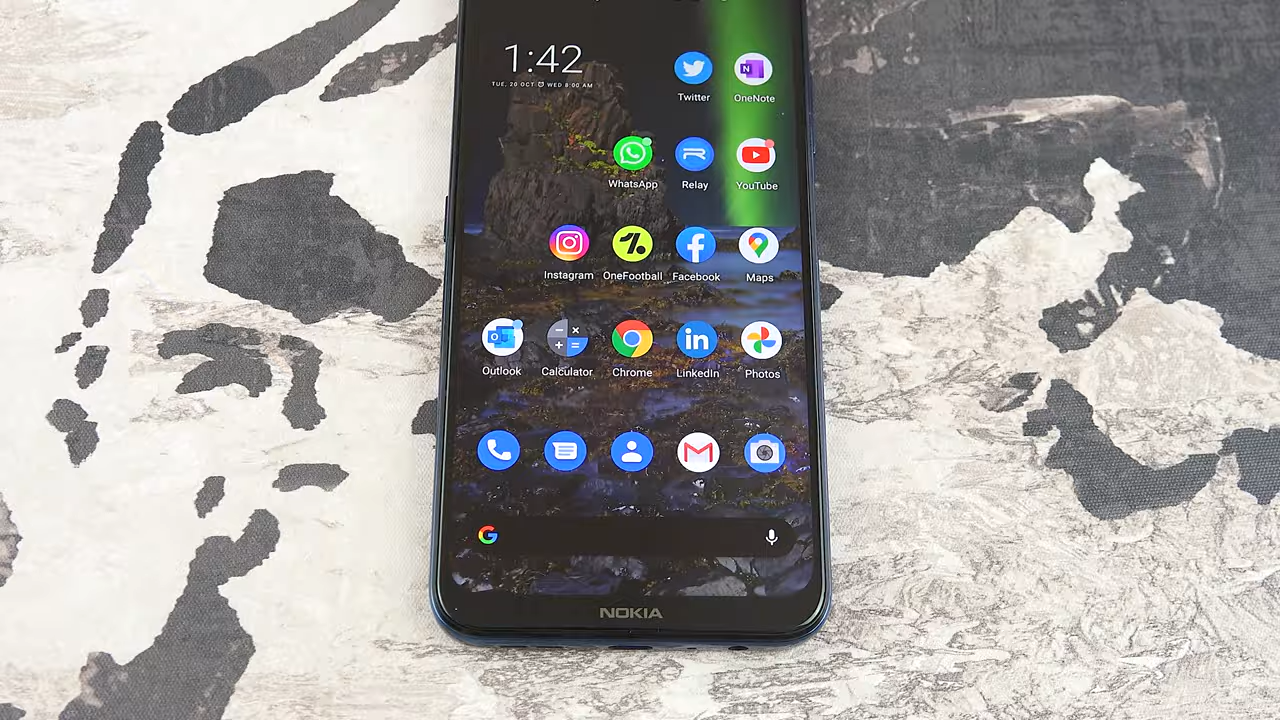 1:42
TUE, 20 OCT WED 8:00 AM
Twitter
OneNote
WhatsApp
Relay
YouTube
Instagram
OneFootball
Facebook
Maps
Outlook
Calculator
Chrome
LinkedIn
Photos
NOKIA